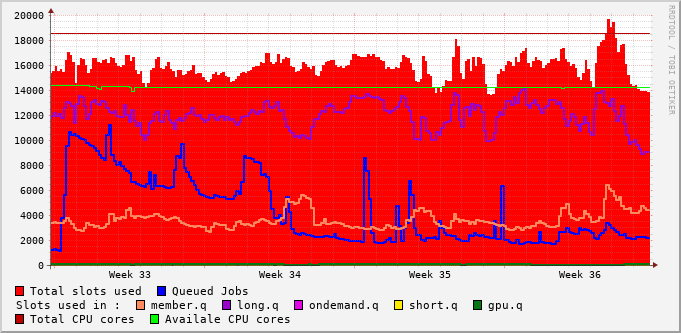 20000
18000
16000
14000
12000
10000
8000
6000
4000
2000
0
Week 33 Week 34 Week 35 Week 36
RRDTOOL / TOBI OETIKER
Total slots used Queued Jobs
Slots used in : member.q long.q ondemand.q short.q gpu.q
Total CPU cores Availale CPU cores